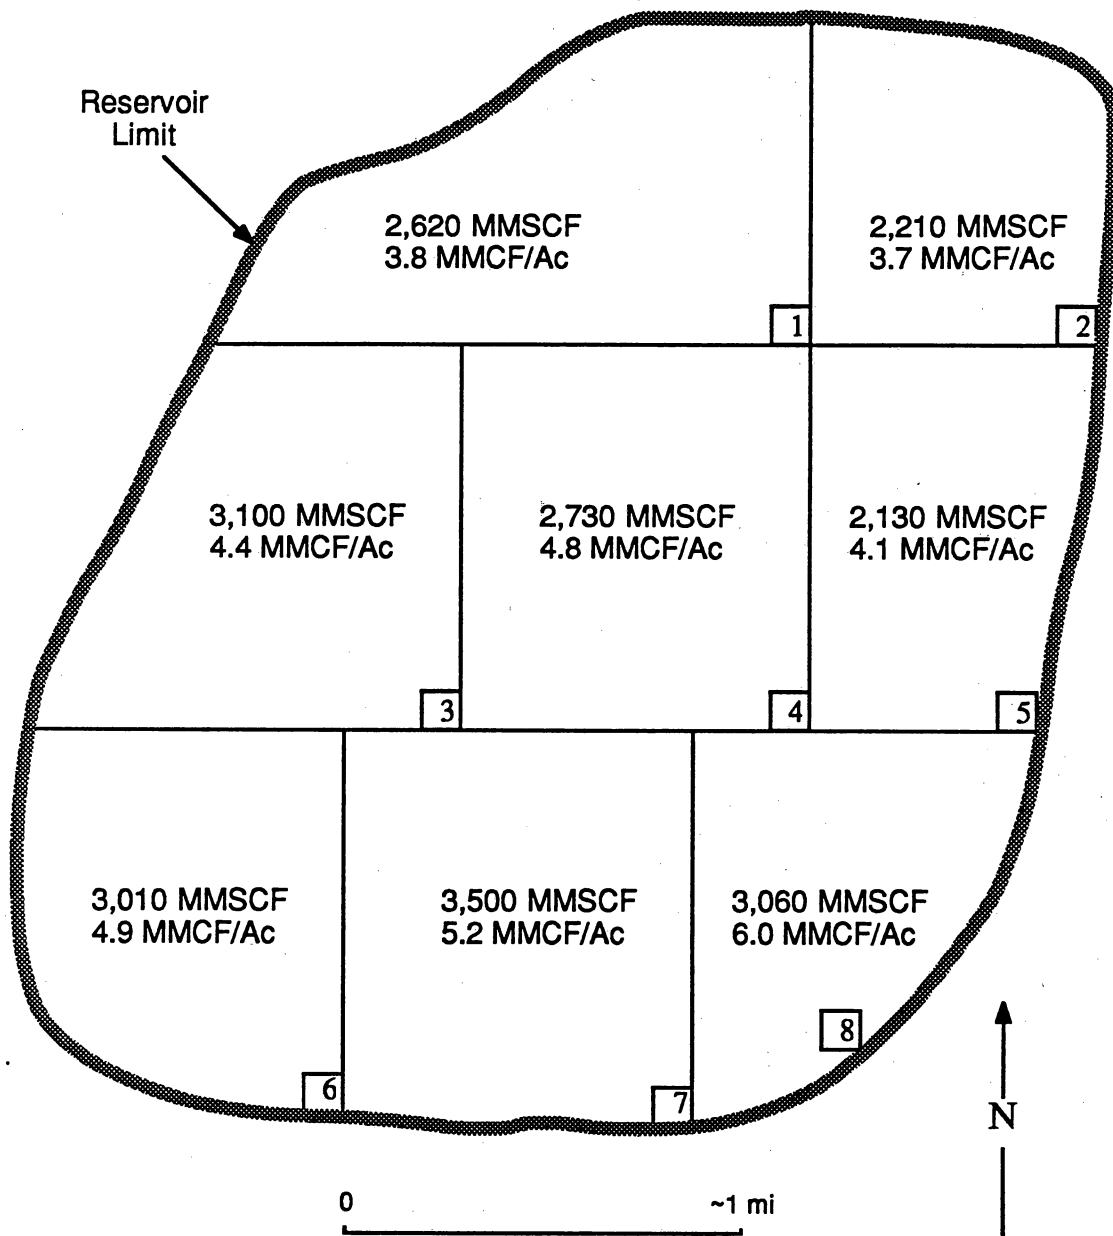 Reservoir
Limit
2,620 MMSCF
3.8 MMCF/Ac
1
2,210 MMSCF
3.7 MMCF/Ac
2
3,100 MMSCF
4.4 MMCF/Ac
3
2,730 MMSCF
4.8 MMCF/Ac
4
2,130 MMSCF
4.1 MMCF/Ac
5
3,010 MMSCF
4.9 MMCF/Ac
6
3,500 MMSCF
5.2 MMCF/Ac
7
3,060 MMSCF
6.0 MMCF/Ac
8
N
0
~1 mi